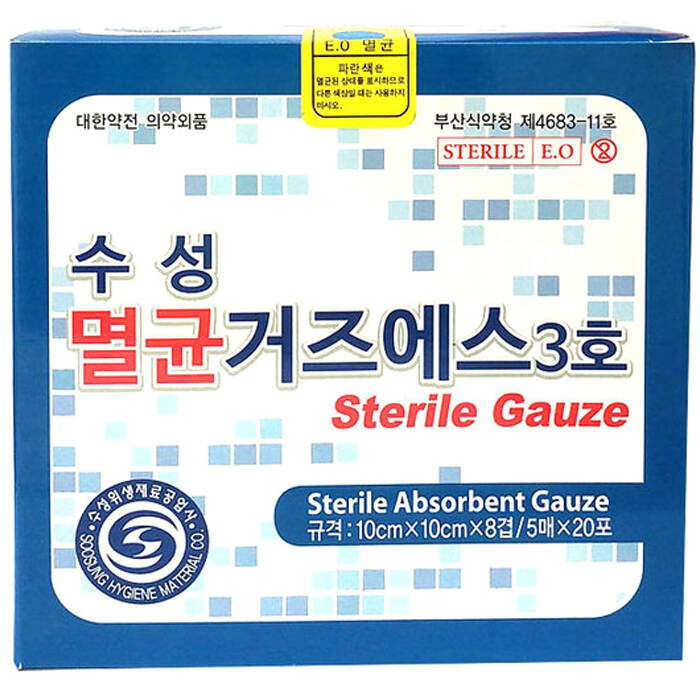 E.O 멸균
파란색은
멸균된 상태를 표시하므로
다른 색상일 때는 사용하지
마시오.
대한약전 의약외품
부산식약청 제4683-11호
STERILE E.O
2
수성
멸균거즈에스3호
Sterile Gauze
Sterile Absorbent Gauze
규격 : 10cm×10cm×8겹/5매×20포
수성위생재료공업사
SOOSUNG HYGIENE MATERIAL CO.